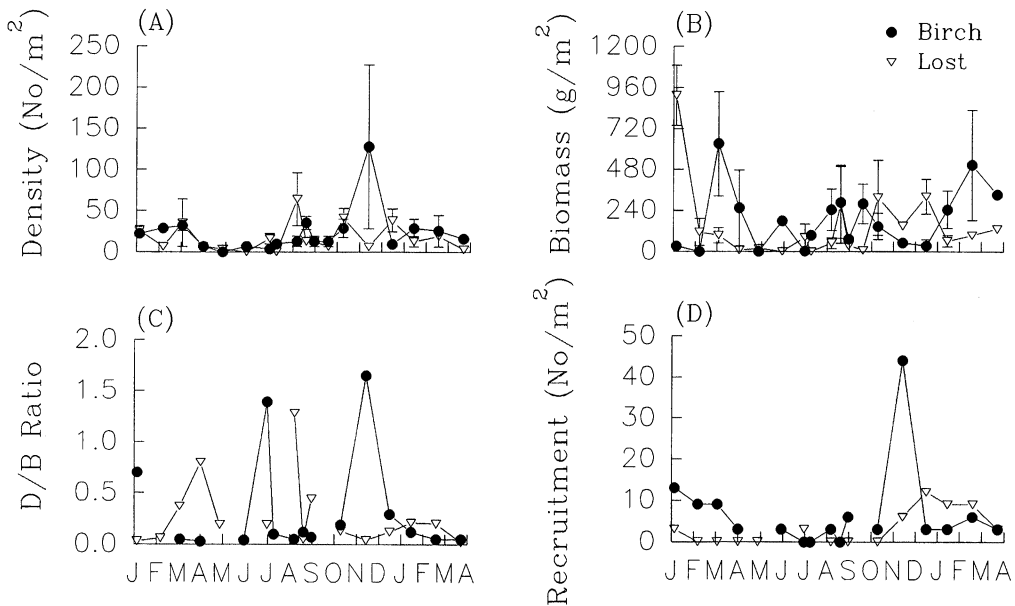 (A)
Density (No/m²)
250
200
150
100
50
0
(B)
Biomass (g/m²)
1200
960
720
480
240
0
Birch
Lost
(C)
D/B Ratio
2.0
1.5
1.0
0.5
0.0
J F M A M J J A S O N D J F M A
(D)
Recruitment (No/m²)
50
40
30
20
10
0
J F M A M J J A S O N D J F M A